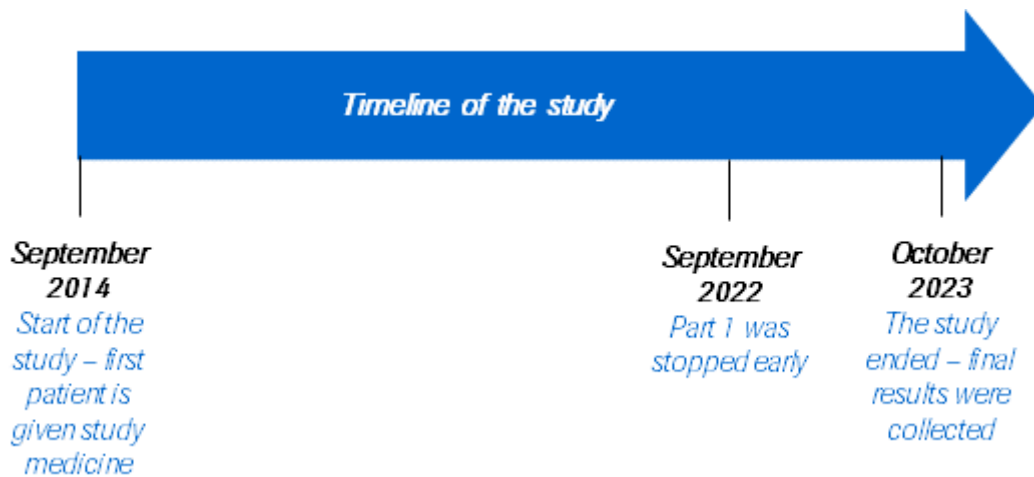 Timeline of the study
September
2014
Start of the
study – first
patient is
given study
medicine
September
2022
Part 1 was
stopped early
October
2023
The study
ended – final
results were
collected